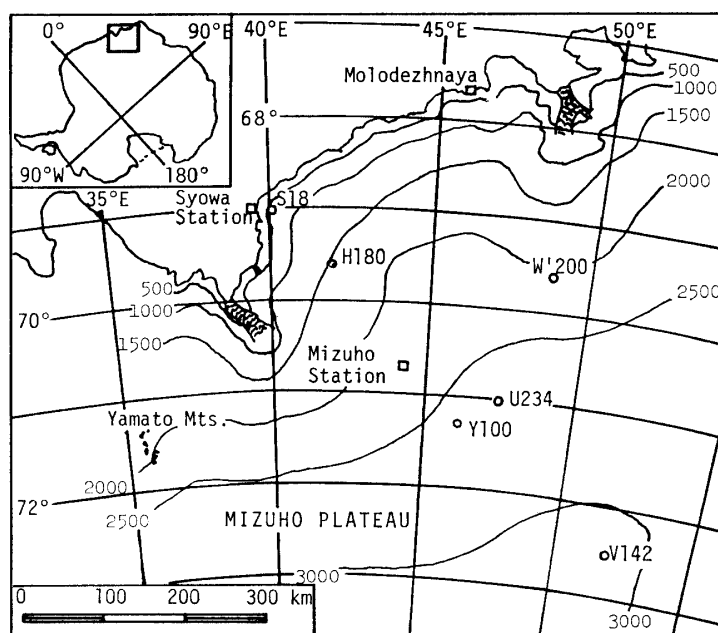 0°
90°E
90°W
180°
40°E
45°E
50°E
Molodezhnaya
500
1000
1500
68°
2000
35°E
Syowa
Station
S18
H180
W'200
500
1000
1500
2500
70°
Mizuho
Station
U234
Y100
Yamato Mts.
2000
2500
72°
MIZUHO PLATEAU
V142
3000
3000
0
100
200
300 km